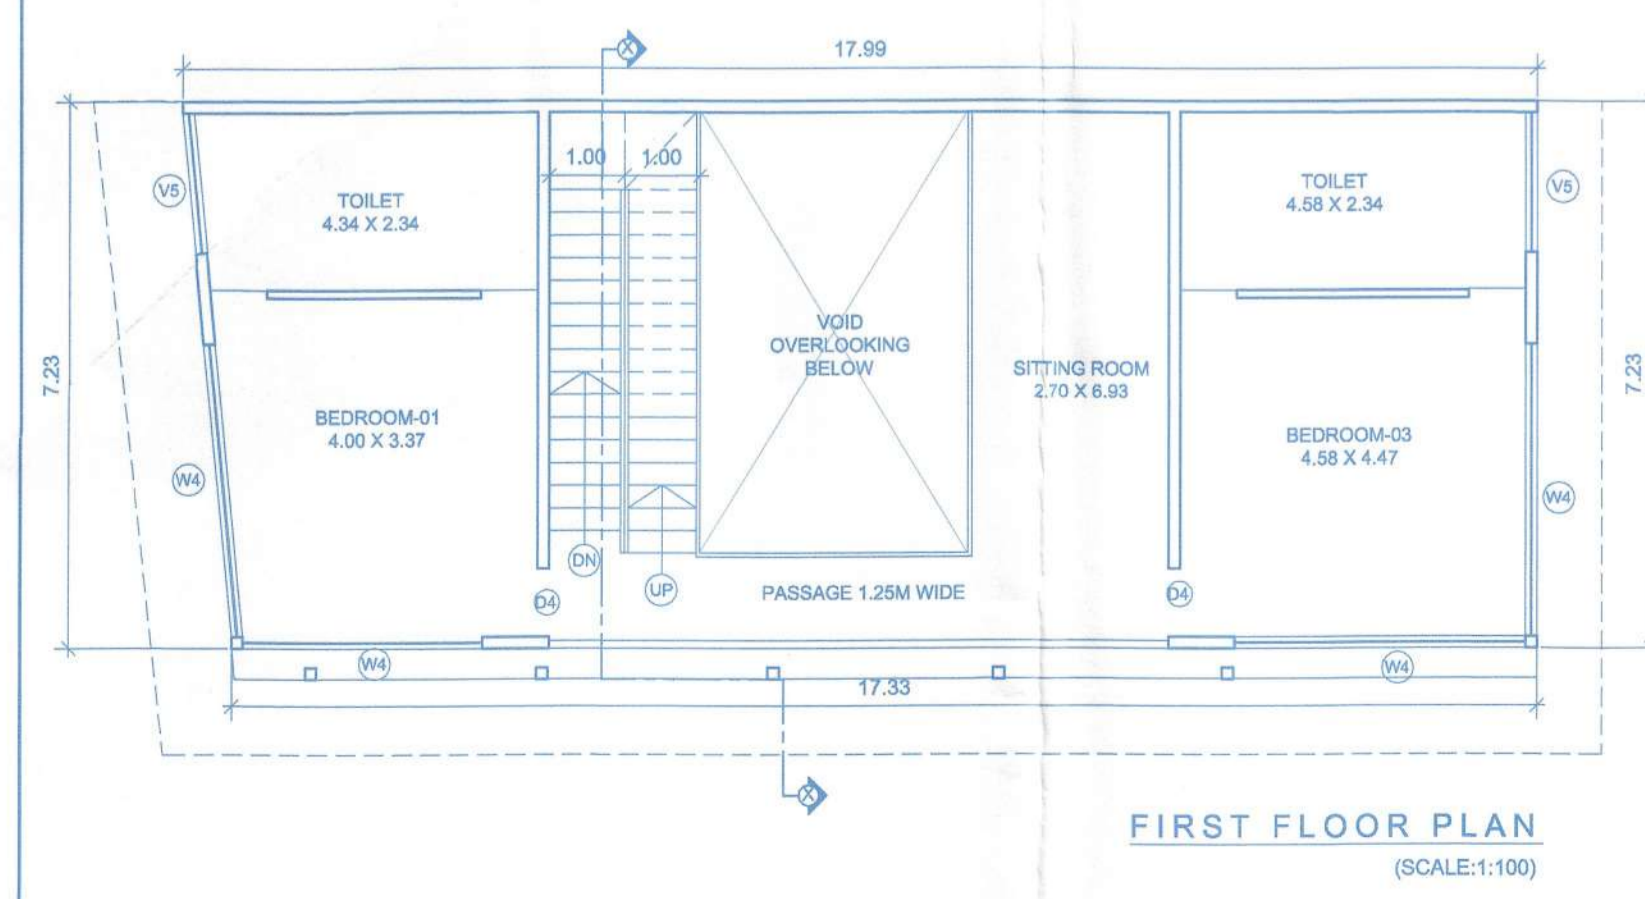 X
17.99
1.00
1.00
V5
TOILET
4.34 X 2.34
TOILET
4.58 X 2.34
V5
7.23
VOID
OVERLOOKING
BELOW
SITTING ROOM
2.70 X 6.93
7.23
BEDROOM-01
4.00 X 3.37
BEDROOM-03
4.58 X 4.47
W4
W4
DN
UP
D4
PASSAGE 1.25M WIDE
D4
W4
W4
17.33
X
FIRST FLOOR PLAN
(SCALE:1:100)